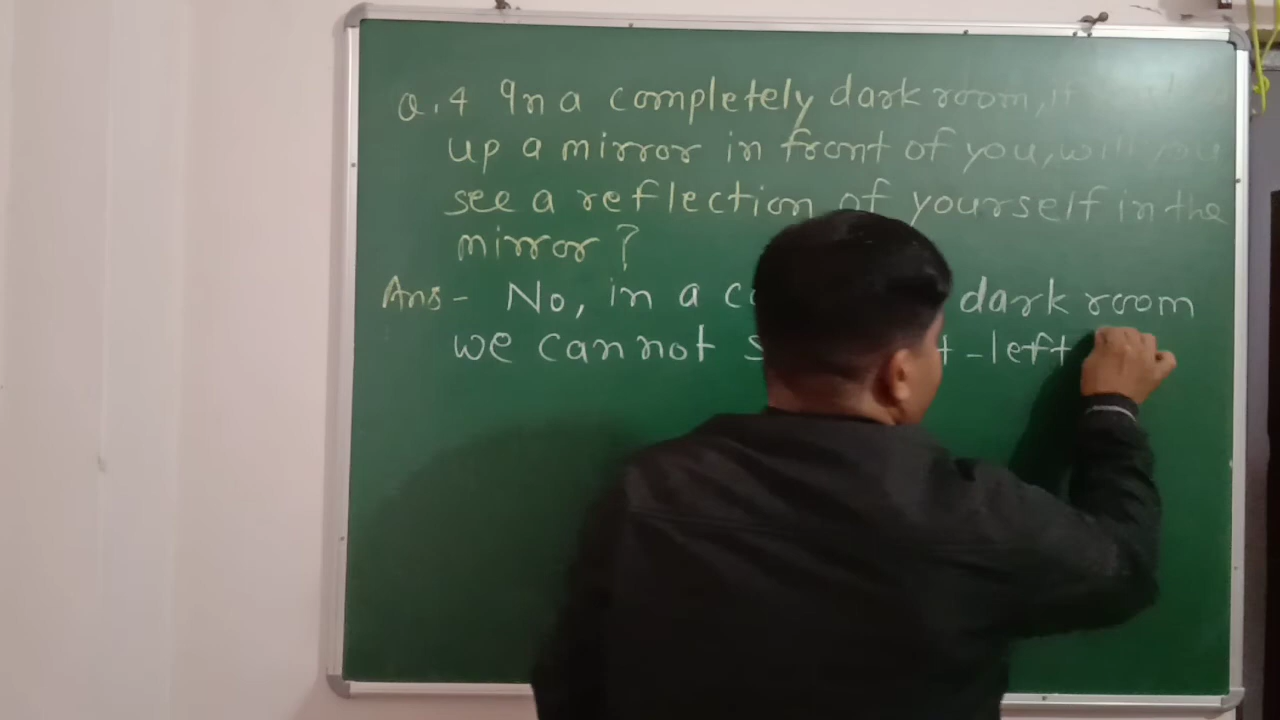 Q.4 In a completely dark room, if
up a mirror in front of you, will you
see a reflection of yourself in the
mirror?
Ans- No, in a dark room
we cannot -left